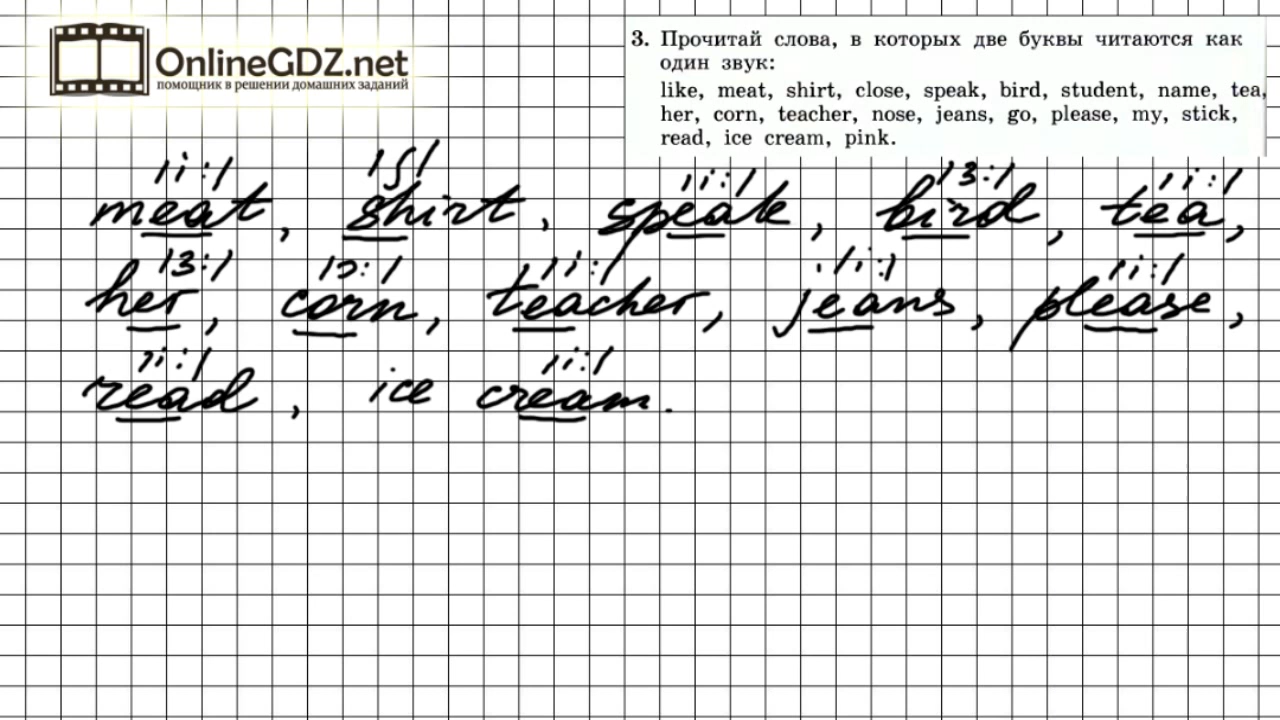 OnlineGDZ.net
помощник в решении домашних заданий
3. Прочитай слова, в которых две буквы читаются как
один звук:
like, meat, shirt, close, speak, bird, student, name, tea,
her, corn, teacher, nose, jeans, go, please, my, stick,
read, ice cream, pink.
/i:/ /ʃ/ /i:/ /ɜ:/ /i:/
meat, shirt, speak, bird, tea,
/ɜ:/ /ɔ:/ /i:/ /i:/ /i:/
her, corn, teacher, jeans, please,
/i:/ /i:/
read, ice cream.